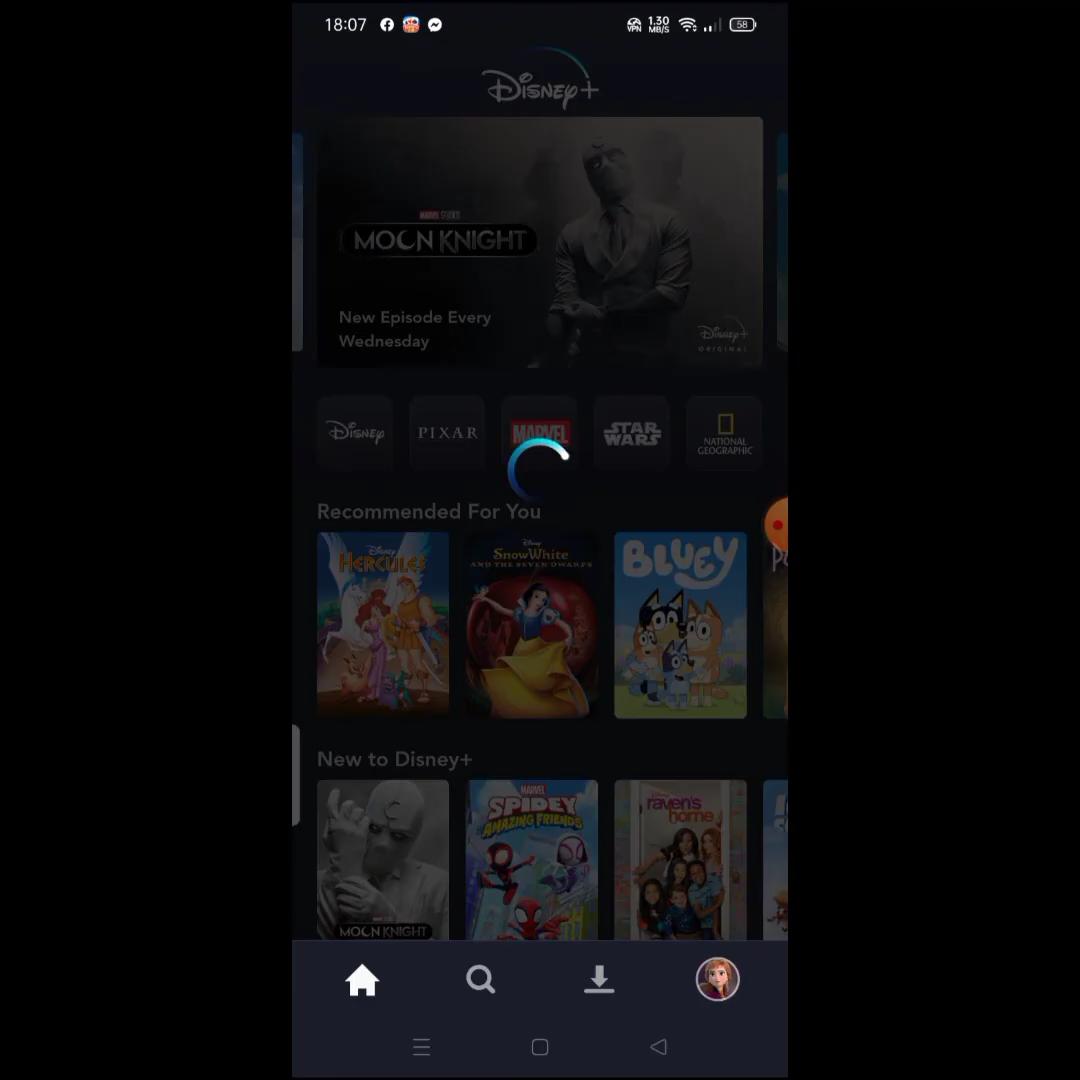 18:07
VPN
1.30
MB/S
58
Disney+
MARVEL STUDIOS
MOON KNIGHT
New Episode Every
Wednesday
Disney+
ORIGINAL
Disney
PIXAR
MARVEL
STAR
WARS
NATIONAL
GEOGRAPHIC
Recommended For You
Disney
HERCULES
Disney
SNOW WHITE
AND THE SEVEN DWARFS
BLUEY
New to Disney+
MOON KNIGHT
MARVEL
SPIDEY
AMAZING FRIENDS
raven's
home